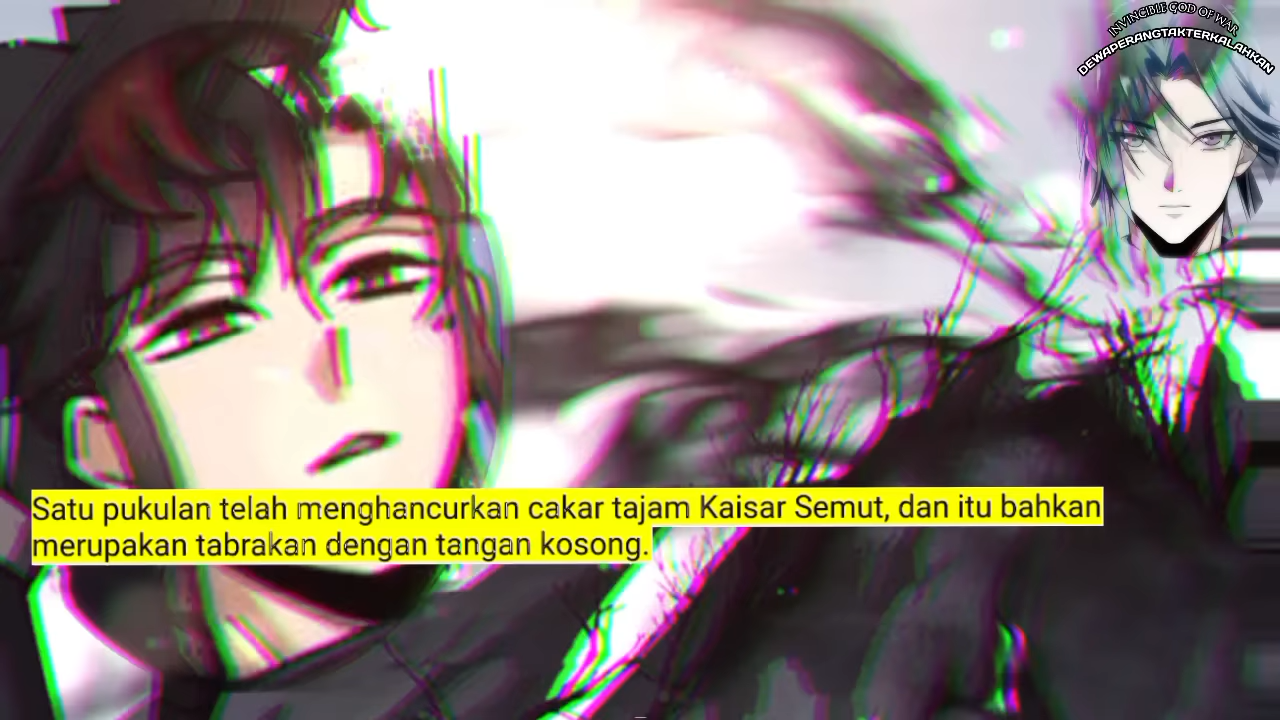 INVINCIBLE GOD OF WAR
DEWAPERANGTAKTERKALAHKAN
Satu pukulan telah menghancurkan cakar tajam Kaisar Semut, dan itu bahkan
merupakan tabrakan dengan tangan kosong.